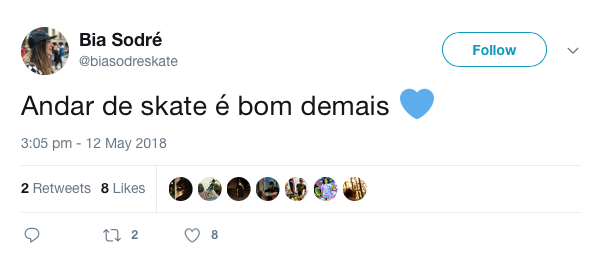 Bia Sodré
@biasodreskate
Follow
Andar de skate é bom demais 💙
3:05 pm - 12 May 2018
2 Retweets 8 Likes
2 8